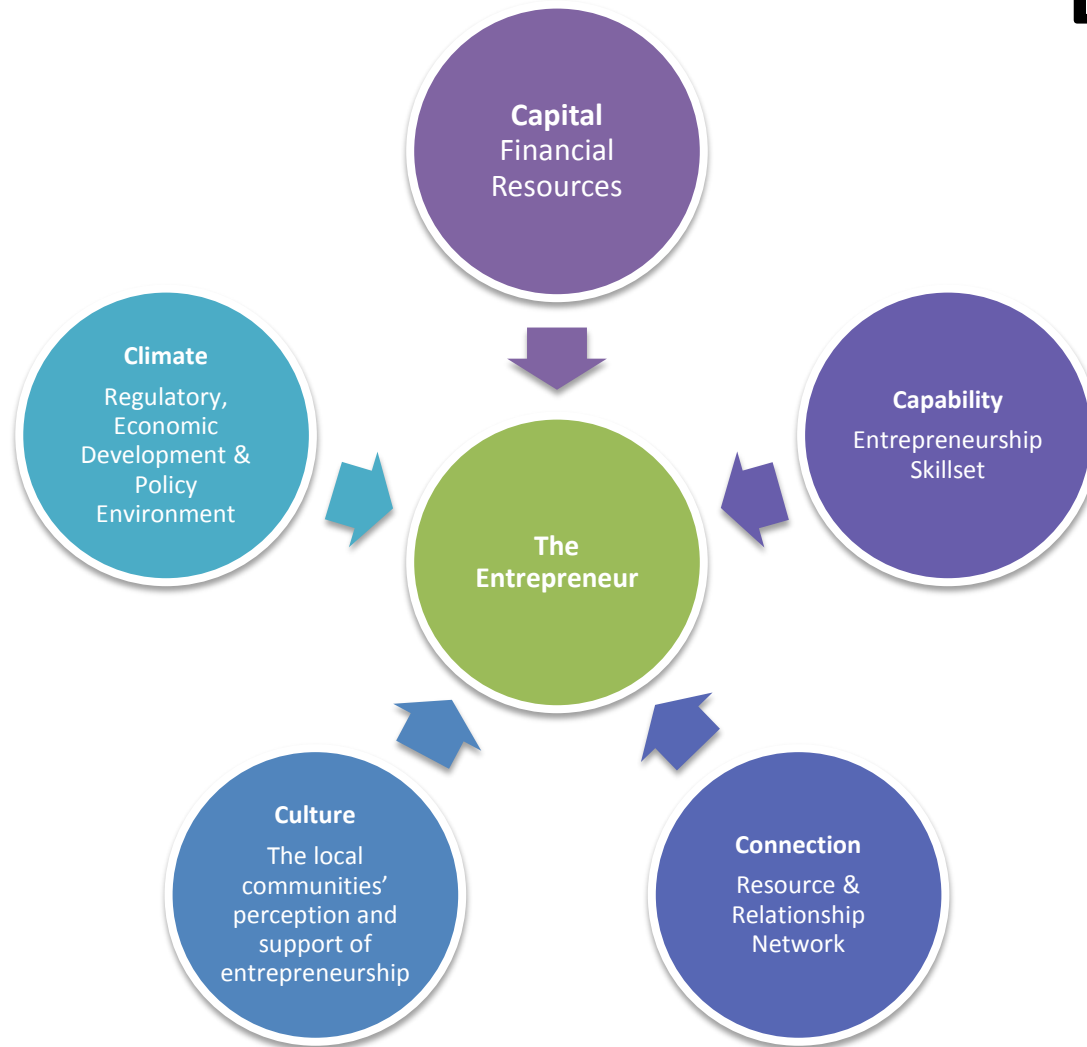 Capital
Financial
Resources
Climate
Regulatory,
Economic
Development &
Policy
Environment
Capability
Entrepreneurship
Skillset
The
Entrepreneur
Culture
The local
communities’
perception and
support of
entrepreneurship
Connection
Resource &
Relationship
Network